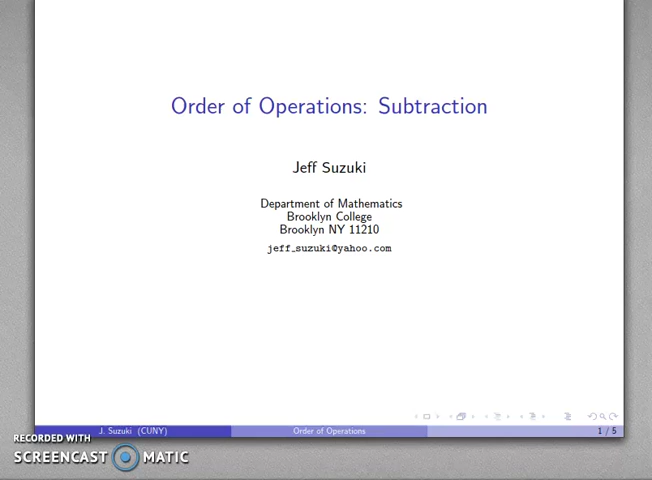 Order of Operations: Subtraction
Jeff Suzuki
Department of Mathematics
Brooklyn College
Brooklyn NY 11210
jeff_suzuki@yahoo.com
J. Suzuki (CUNY)
Order of Operations
1 / 5
RECORDED WITH
SCREENCAST MATIC